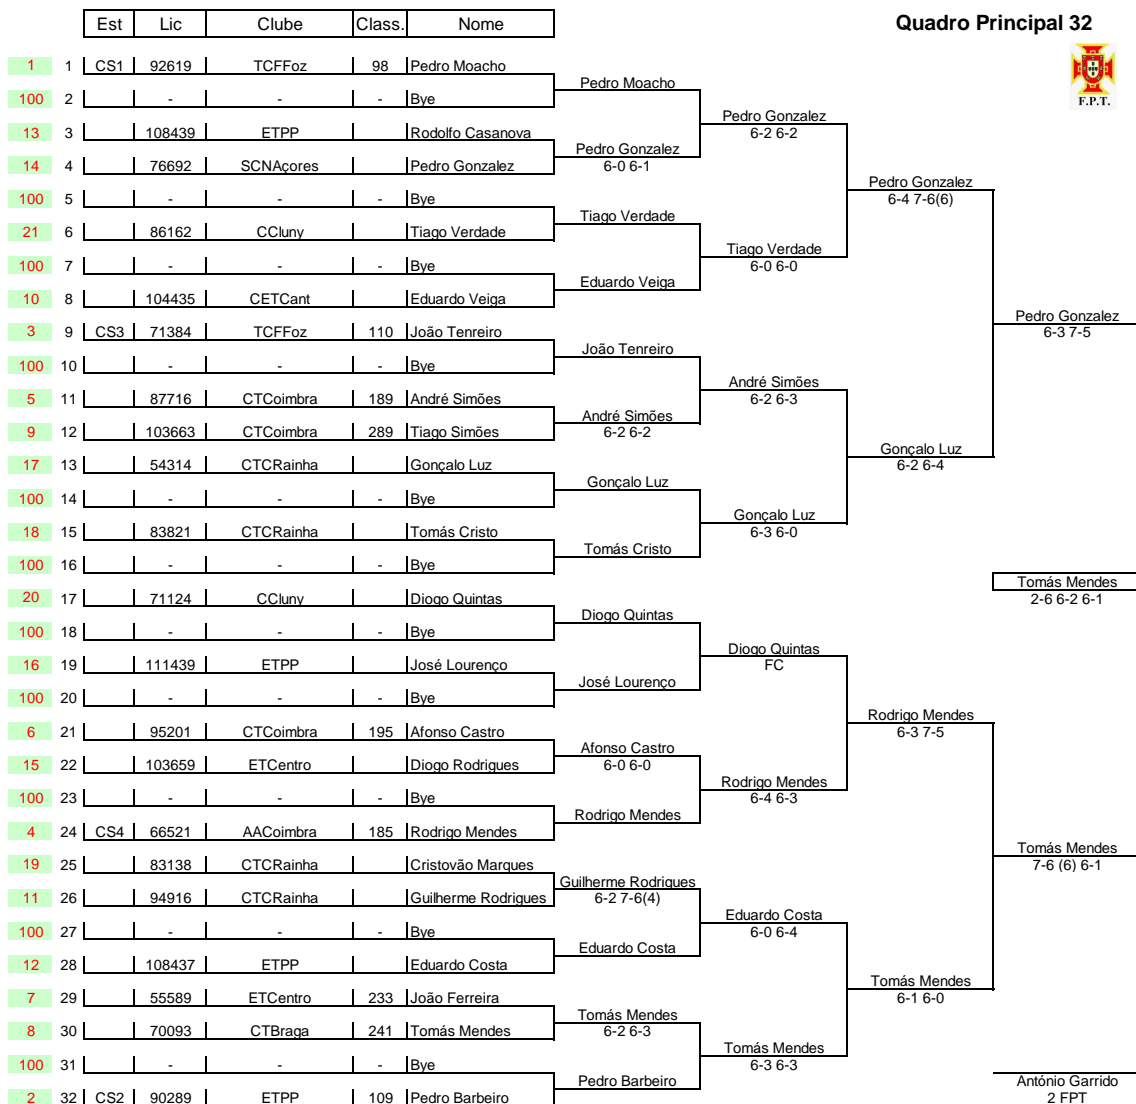 Est Lic Clube Class. Nome
Quadro Principal 32
F.P.T.
1 1 CS1 92619 TCFFoz 98 Pedro Moacho
Pedro Moacho
100 2 - - - Bye
Pedro Gonzalez
6-2 6-2
13 3 108439 ETPP Rodolfo Casanova
Pedro Gonzalez
6-0 6-1
14 4 76692 SCNAçores Pedro Gonzalez
Pedro Gonzalez
6-4 7-6(6)
100 5 - - - Bye
Tiago Verdade
21 6 86162 CCluny Tiago Verdade
Tiago Verdade
6-0 6-0
100 7 - - - Bye
Eduardo Veiga
10 8 104435 CETCant Eduardo Veiga
Pedro Gonzalez
6-3 7-5
3 9 CS3 71384 TCFFoz 110 João Tenreiro
João Tenreiro
100 10 - - - Bye
André Simões
6-2 6-3
5 11 87716 CTCoimbra 189 André Simões
André Simões
6-2 6-2
9 12 103663 CTCoimbra 289 Tiago Simões
Gonçalo Luz
6-2 6-4
17 13 54314 CTCRainha Gonçalo Luz
Gonçalo Luz
100 14 - - - Bye
Gonçalo Luz
6-3 6-0
18 15 83821 CTCRainha Tomás Cristo
Tomás Cristo
100 16 - - - Bye
Tomás Mendes
2-6 6-2 6-1
20 17 71124 CCluny Diogo Quintas
Diogo Quintas
100 18 - - - Bye
Diogo Quintas
FC
16 19 111439 ETPP José Lourenço
José Lourenço
100 20 - - - Bye
Rodrigo Mendes
6-3 7-5
6 21 95201 CTCoimbra 195 Afonso Castro
Afonso Castro
6-0 6-0
15 22 103659 ETCentro Diogo Rodrigues
Rodrigo Mendes
6-4 6-3
100 23 - - - Bye
Rodrigo Mendes
4 24 CS4 66521 AACoimbra 185 Rodrigo Mendes
Tomás Mendes
7-6 (6) 6-1
19 25 83138 CTCRainha Cristovão Marques
Guilherme Rodrigues
6-2 7-6(4)
11 26 94916 CTCRainha Guilherme Rodrigues
Eduardo Costa
6-0 6-4
100 27 - - - Bye
Eduardo Costa
12 28 108437 ETPP Eduardo Costa
Tomás Mendes
6-1 6-0
7 29 55589 ETCentro 233 João Ferreira
Tomás Mendes
6-2 6-3
8 30 70093 CTBraga 241 Tomás Mendes
Tomás Mendes
6-3 6-3
100 31 - - - Bye
Pedro Barbeiro
2 32 CS2 90289 ETPP 109 Pedro Barbeiro
António Garrido
2 FPT